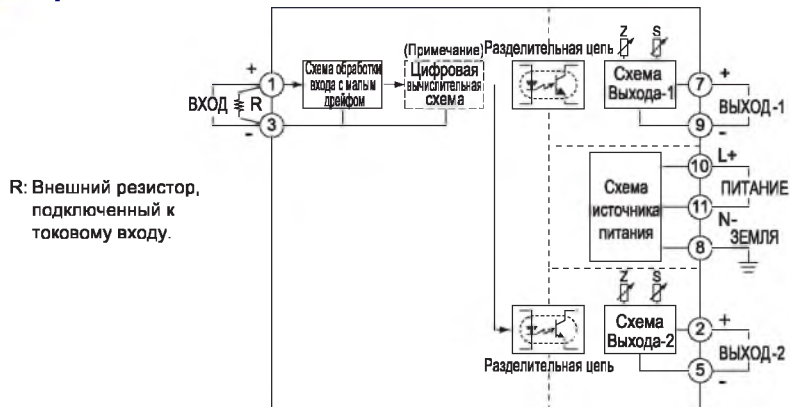 (Примечание)
Разделительная цепь
Z
S
+
1
ВХОД
R
3
-
Схема обработки
входа с малым
дрейфом
Цифровая
вычислительная
схема
Схема
Выхода-1
7
+
ВЫХОД-1
9
-
10
L+
ПИТАНИЕ
11
N-
8
ЗЕМЛЯ
Схема
источника
питания
R: Внешний резистор,
подключенный к
токовому входу.
Z
S
Схема
Выхода-2
2
+
ВЫХОД-2
5
-
Разделительная цепь